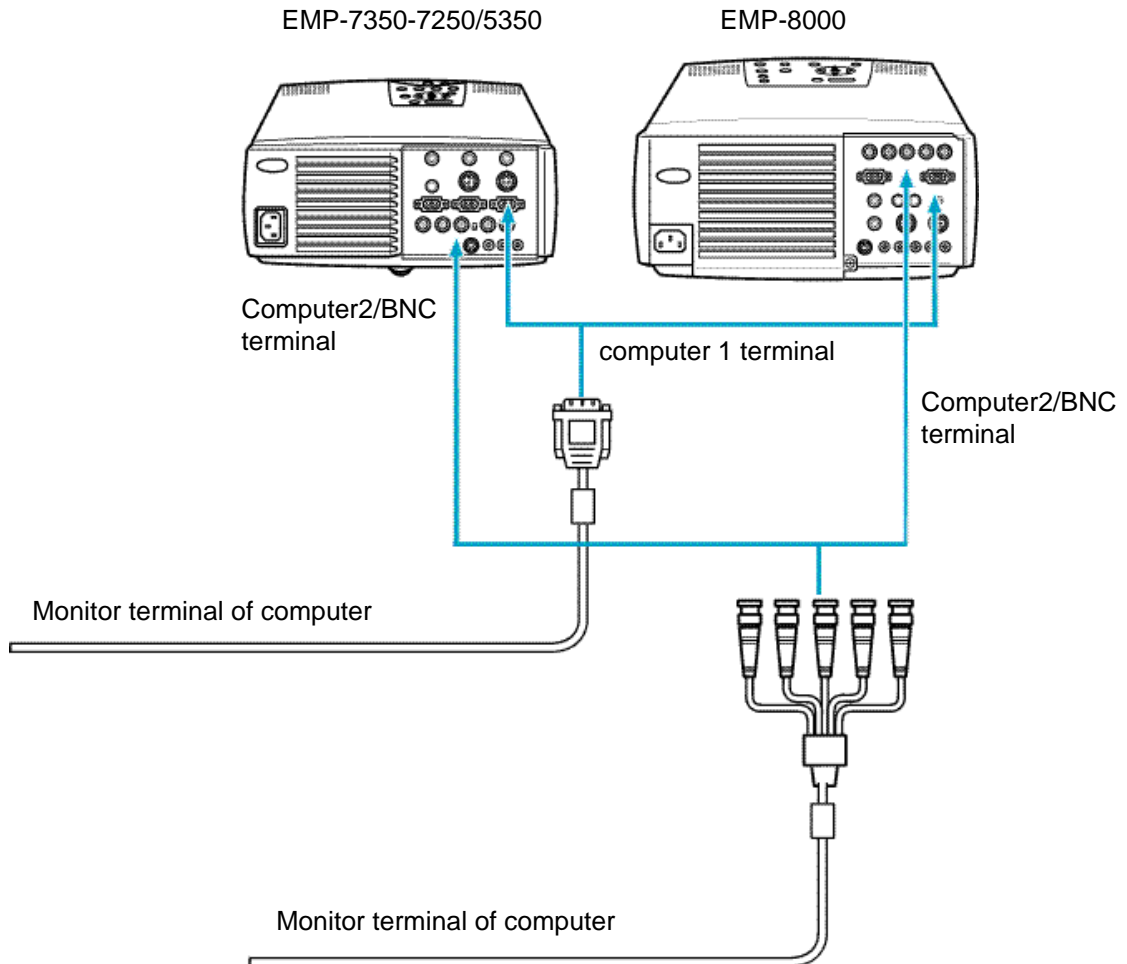 EMP-7350-7250/5350
EMP-8000
Computer2/BNC
terminal
computer 1 terminal
Computer2/BNC
terminal
Monitor terminal of computer
Monitor terminal of computer